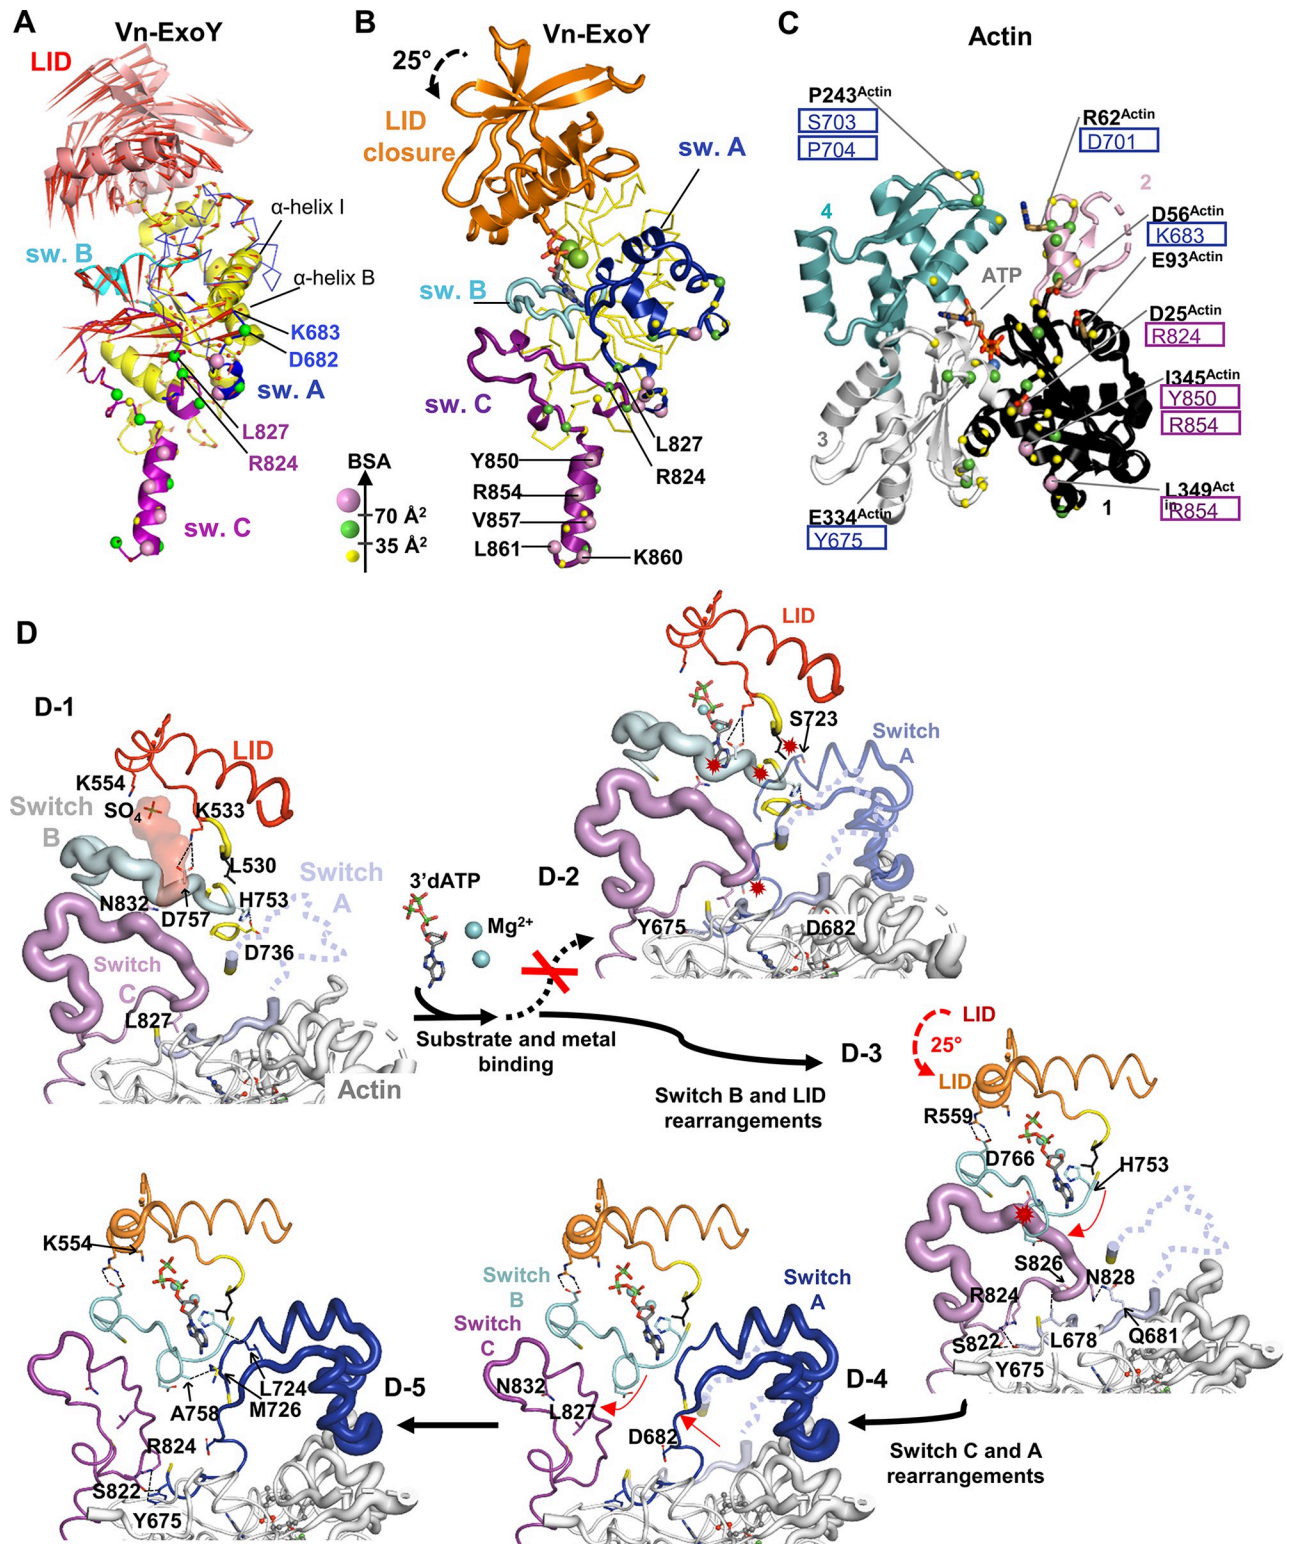 A
Vn-ExoY
LID
α-helix I
sw. B
α-helix B
K683
D682
sw. A
L827
R824
sw. C
BSA
70 Å²
35 Å²
B
Vn-ExoY
25°
LID
closure
sw. A
sw. B
sw. C
L827
R824
Y850
R854
V857
L861
K860
C
Actin
P243Actin
S703
P704
R62Actin
D701
2
4
D56Actin
K683
E93Actin
ATP
D25Actin
R824
I345Actin
Y850
R854
3
L349Act
in
R854
1
E334Actin
Y675
D
D-1
LID
K554
SO4
K533
Switch
B
L530
Switch
A
N832
D757
H753
D736
Switch
C
L827
Actin
3'dATP
Mg²⁺
Substrate and metal
binding
D-2
LID
S723
Switch
A
Y675
D682
Switch B and LID
rearrangements
D-3
LID
25°
LID
R559
D766
H753
S826
N828
R824
S822
L678
Q681
Y675
Switch C and A
rearrangements
D-4
Switch
B
Switch
A
Switch
C
N832
L827
D682
D-5
K554
L724
M726
A758
R824
S822
Y675